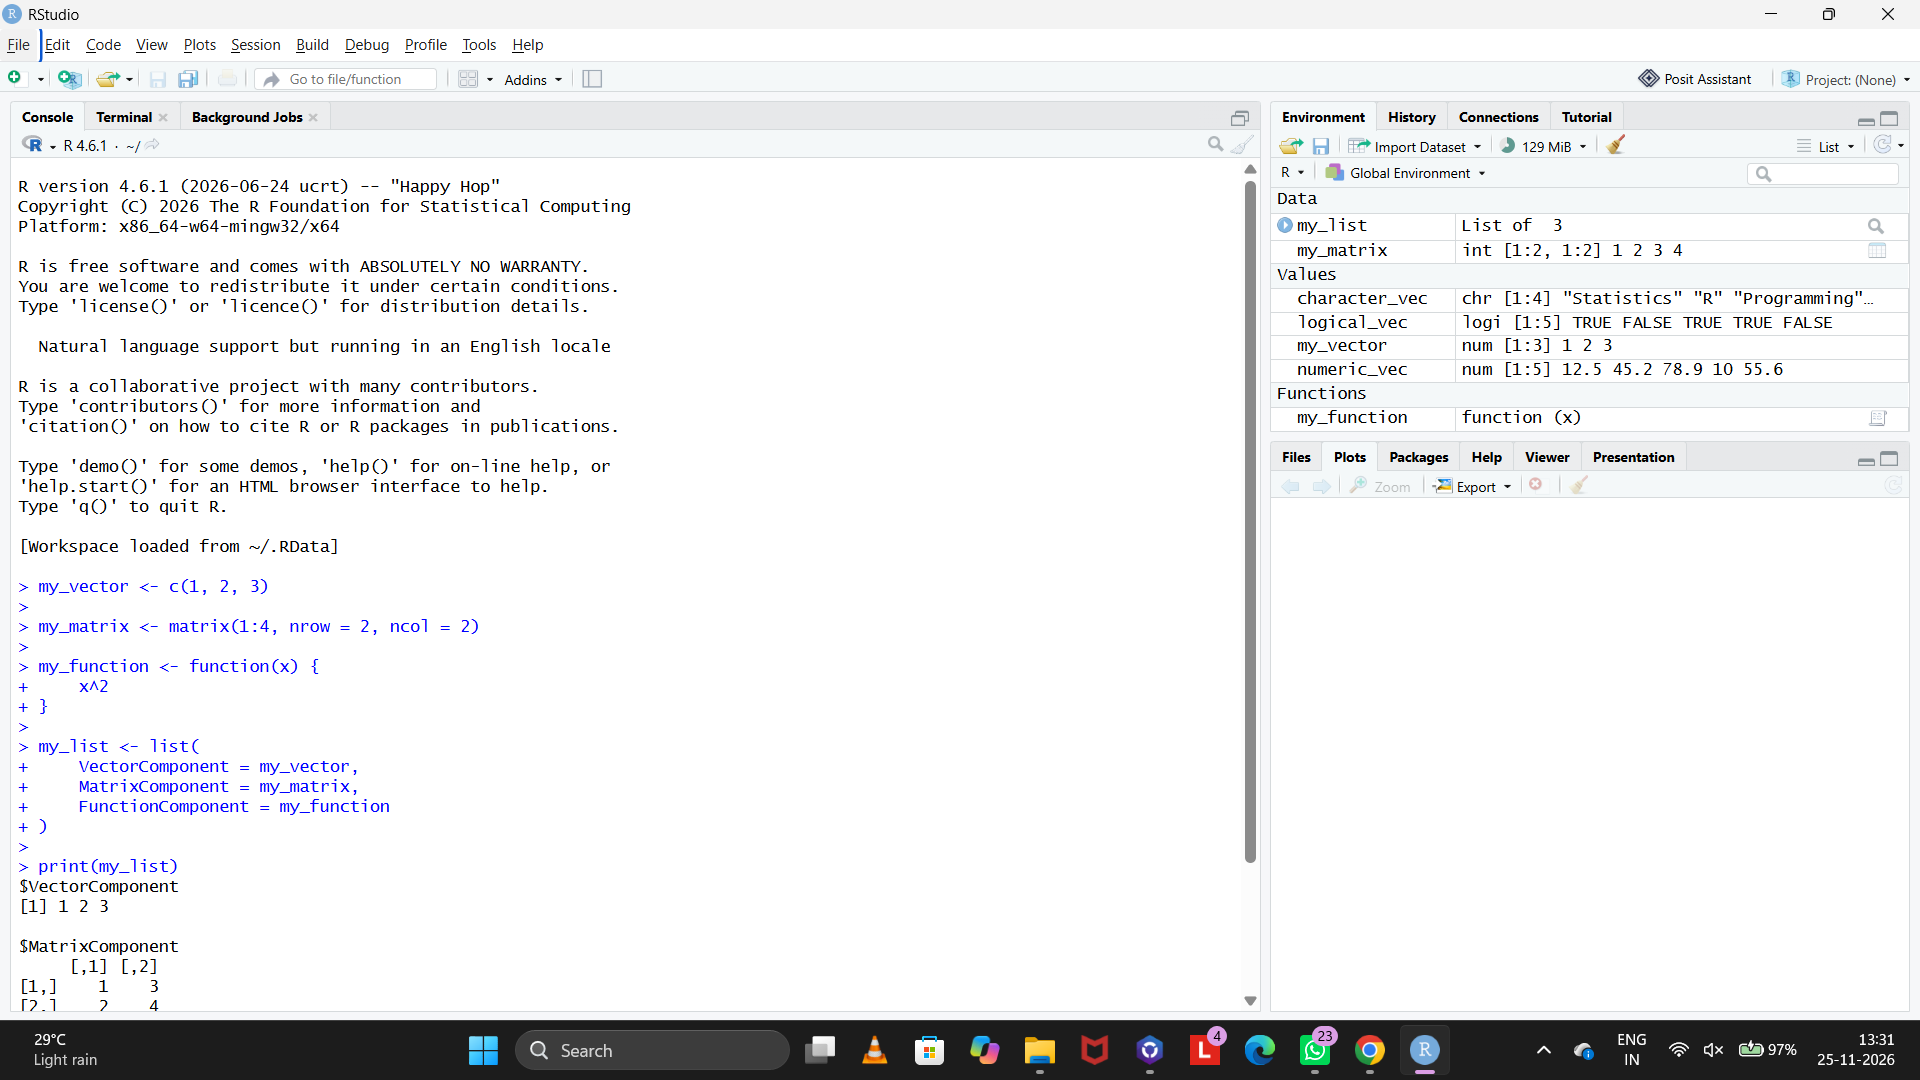 RStudio
File Edit Code View Plots Session Build Debug Profile Tools Help
Go to file/function Addins Posit Assistant Project: (None)
Console Terminal Background Jobs
R 4.6.1 · ~/
R version 4.6.1 (2026-06-24 ucrt) -- "Happy Hop"
Copyright (C) 2026 The R Foundation for Statistical Computing
Platform: x86_64-w64-mingw32/x64
R is free software and comes with ABSOLUTELY NO WARRANTY.
You are welcome to redistribute it under certain conditions.
Type 'license()' or 'licence()' for distribution details.
Natural language support but running in an English locale
R is a collaborative project with many contributors.
Type 'contributors()' for more information and
'citation()' on how to cite R or R packages in publications.
Type 'demo()' for some demos, 'help()' for on-line help, or
'help.start()' for an HTML browser interface to help.
Type 'q()' to quit R.
[Workspace loaded from ~/.RData]
> my_vector <- c(1, 2, 3)
>
> my_matrix <- matrix(1:4, nrow = 2, ncol = 2)
>
> my_function <- function(x) {
+     x^2
+ }
>
> my_list <- list(
+     VectorComponent = my_vector,
+     MatrixComponent = my_matrix,
+     FunctionComponent = my_function
+ )
>
> print(my_list)
$VectorComponent
[1] 1 2 3
$MatrixComponent
     [,1] [,2]
[1,]    1    3
[2,]    2    4
Environment History Connections Tutorial
Import Dataset 129 MiB List
R Global Environment
Data
my_list List of  3
my_matrix int [1:2, 1:2] 1 2 3 4
Values
character_vec chr [1:4] "Statistics" "R" "Programming"…
logical_vec logi [1:5] TRUE FALSE TRUE TRUE FALSE
my_vector num [1:3] 1 2 3
numeric_vec num [1:5] 12.5 45.2 78.9 10 55.6
Functions
my_function function (x)
Files Plots Packages Help Viewer Presentation
Zoom Export
29°C
Light rain
Search
4
L
23
R
ENG
IN
97%
13:31
25-11-2026